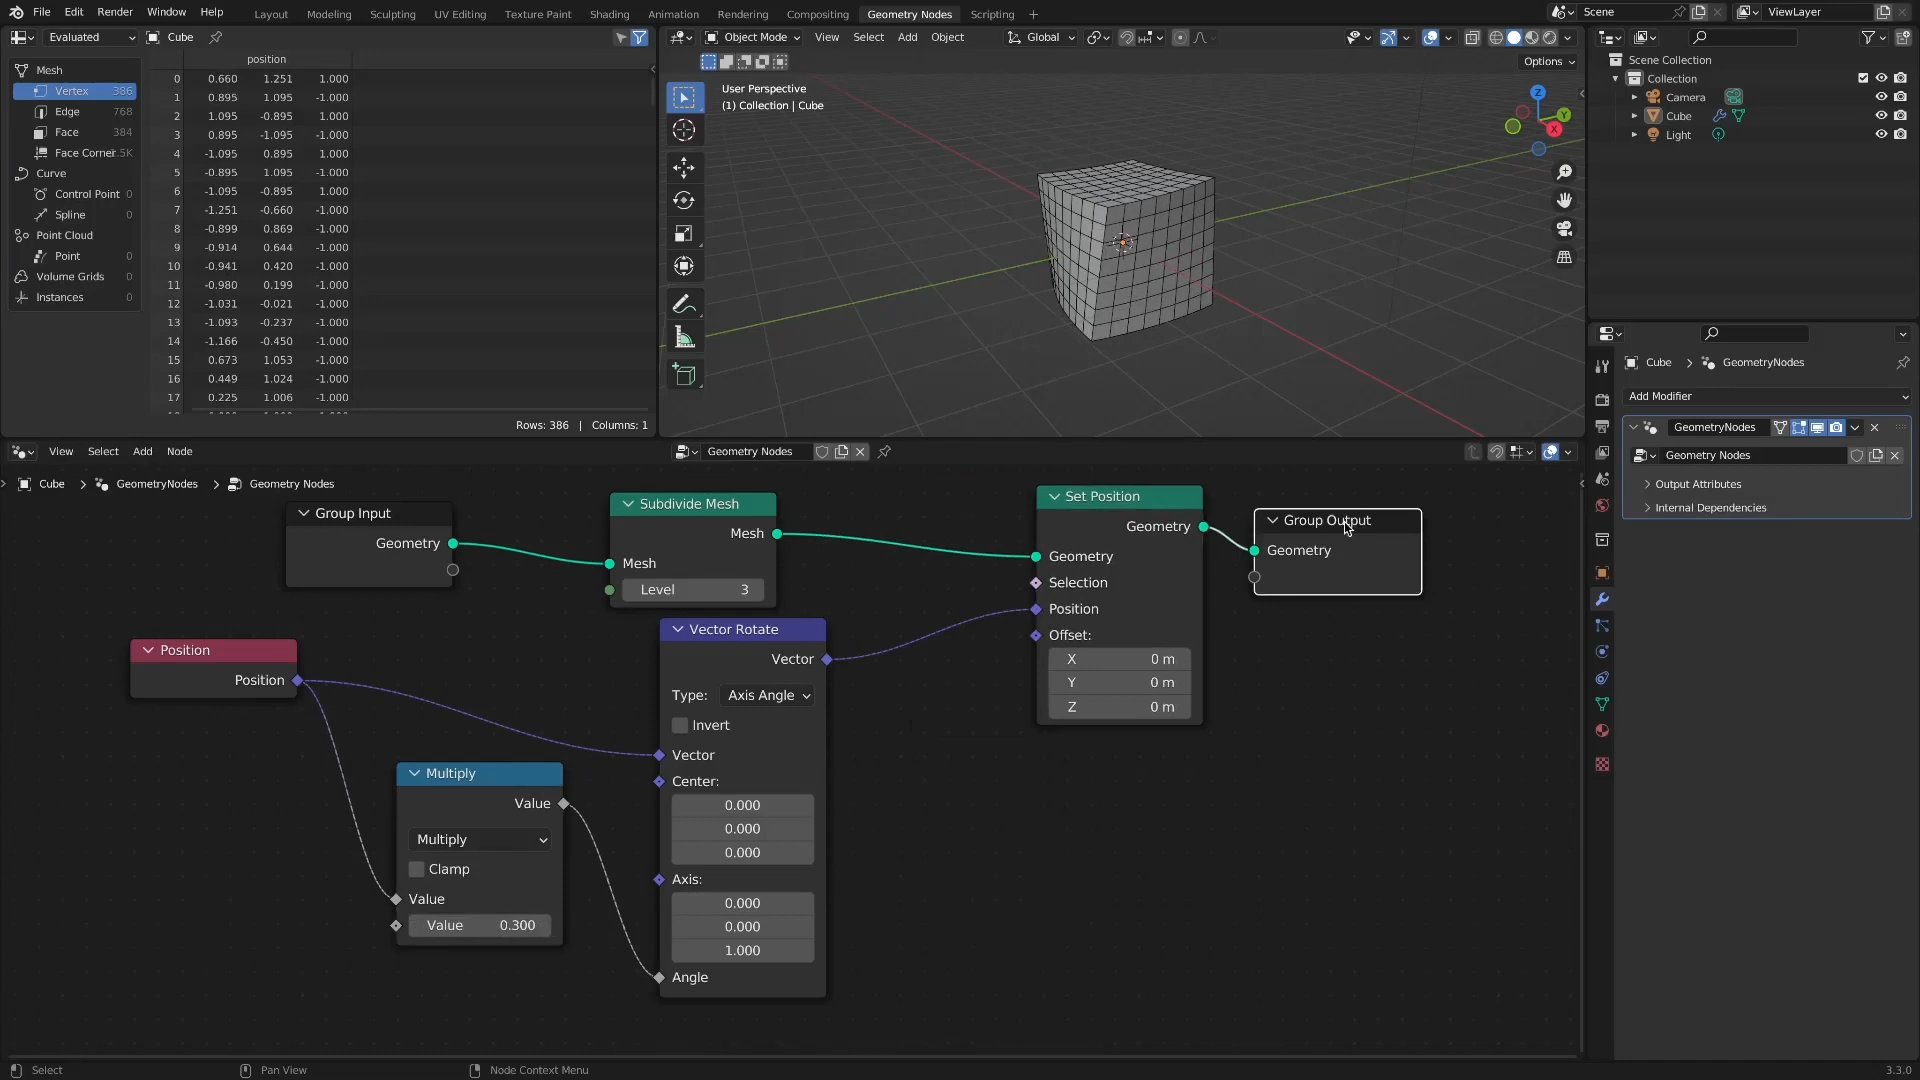 File Edit Render Window Help Layout Modeling Sculpting UV Editing Texture Paint Shading Animation Rendering Compositing Geometry Nodes Scripting + Scene ViewLayer
Evaluated Cube
position
Mesh
Vertex 386
Edge 768
Face 384
Face Corner
Curve
Control Point 0
Spline 0
Point Cloud
Point 0
Volume Grids 0
Instances 0
0 0.660 1.251 1.000
1 0.895 1.095 -1.000
2 1.095 -0.895 1.000
3 0.895 -1.095 -1.000
4 -1.095 0.895 1.000
5 -0.895 1.095 -1.000
6 -1.095 -0.895 1.000
7 -1.251 -0.660 -1.000
8 -0.899 0.869 -1.000
9 -0.914 0.644 -1.000
10 -0.941 0.420 -1.000
11 -0.980 0.199 -1.000
12 -1.031 -0.021 -1.000
13 -1.093 -0.237 -1.000
14 -1.166 -0.450 -1.000
15 0.673 1.053 -1.000
16 0.449 1.024 -1.000
17 0.225 1.006 -1.000
Rows: 386 | Columns: 1
Object Mode View Select Add Object Global
Options
User Perspective
(1) Collection | Cube
Z
Y
X
Scene Collection
Collection
Camera
Cube
Light
Cube > GeometryNodes
Add Modifier
GeometryNodes
Geometry Nodes
Output Attributes
Internal Dependencies
View Select Add Node Geometry Nodes
Cube > GeometryNodes > Geometry Nodes
Group Input
Geometry
Subdivide Mesh
Mesh
Mesh
Level 3
Set Position
Geometry
Geometry
Selection
Position
Offset:
X 0 m
Y 0 m
Z 0 m
Group Output
Geometry
Position
Position
Vector Rotate
Vector
Type: Axis Angle
Invert
Vector
Center:
0.000
0.000
0.000
Axis:
0.000
0.000
1.000
Angle
Multiply
Value
Multiply
Clamp
Value
Value 0.300
Select Pan View Node Context Menu 3.3.0